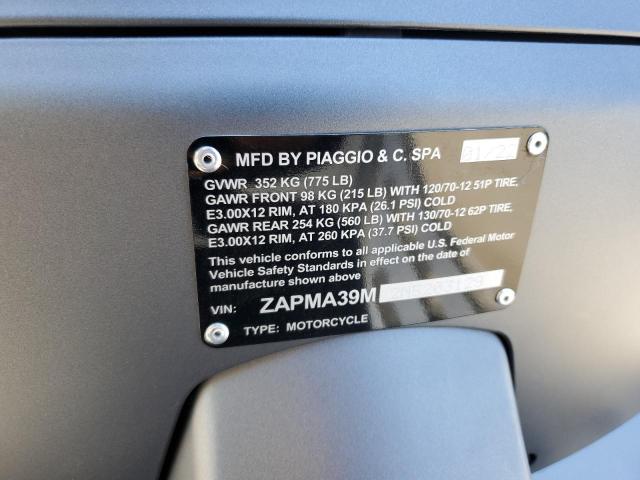 MFD BY PIAGGIO & C. SPA 01/22
GVWR 352 KG (775 LB)
GAWR FRONT 98 KG (215 LB) WITH 120/70-12 51P TIRE,
E3.00X12 RIM, AT 180 KPA (26.1 PSI) COLD
GAWR REAR 254 KG (560 LB) WITH 130/70-12 62P TIRE,
E3.00X12 RIM, AT 260 KPA (37.7 PSI) COLD
This vehicle conforms to all applicable U.S. Federal Motor
Vehicle Safety Standards in effect on the date of
manufacture shown above
VIN: ZAPMA39M
TYPE: MOTORCYCLE